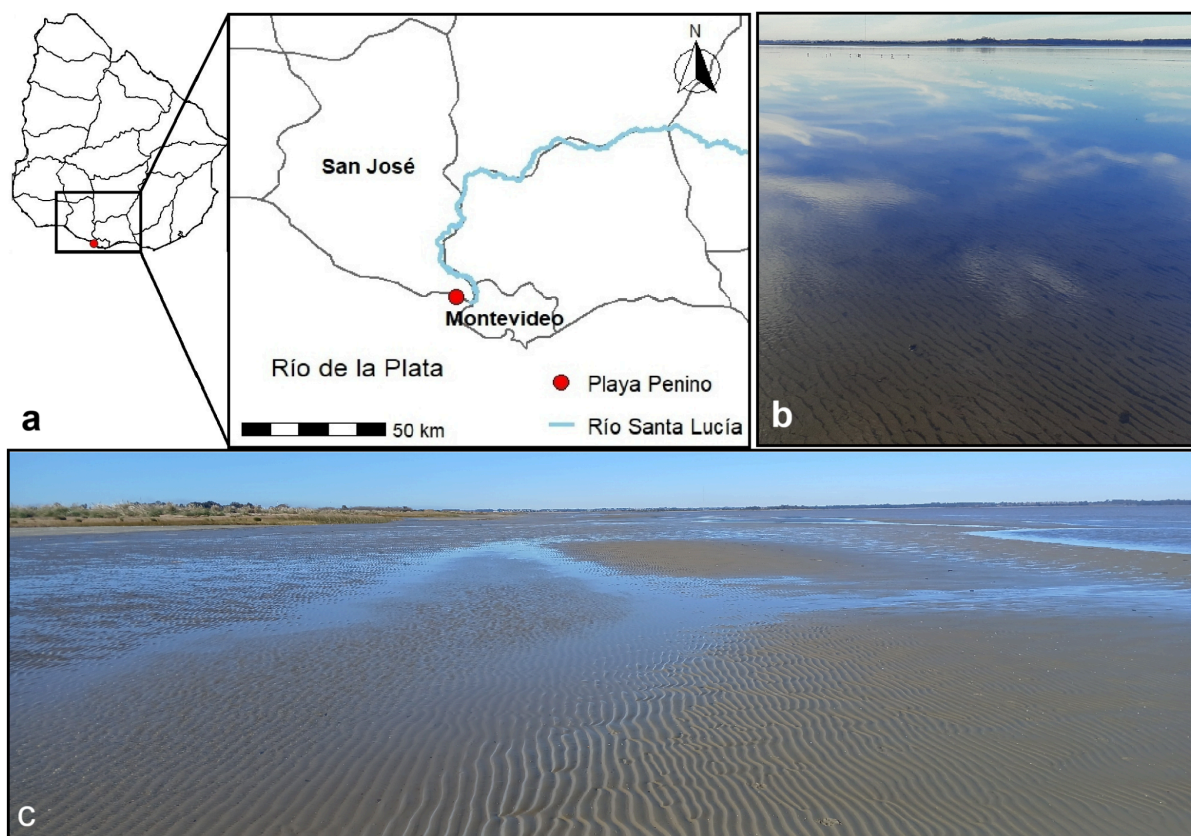 N
San José
Montevideo
Río de la Plata
Playa Penino
50 km
Río Santa Lucía
a
b
c